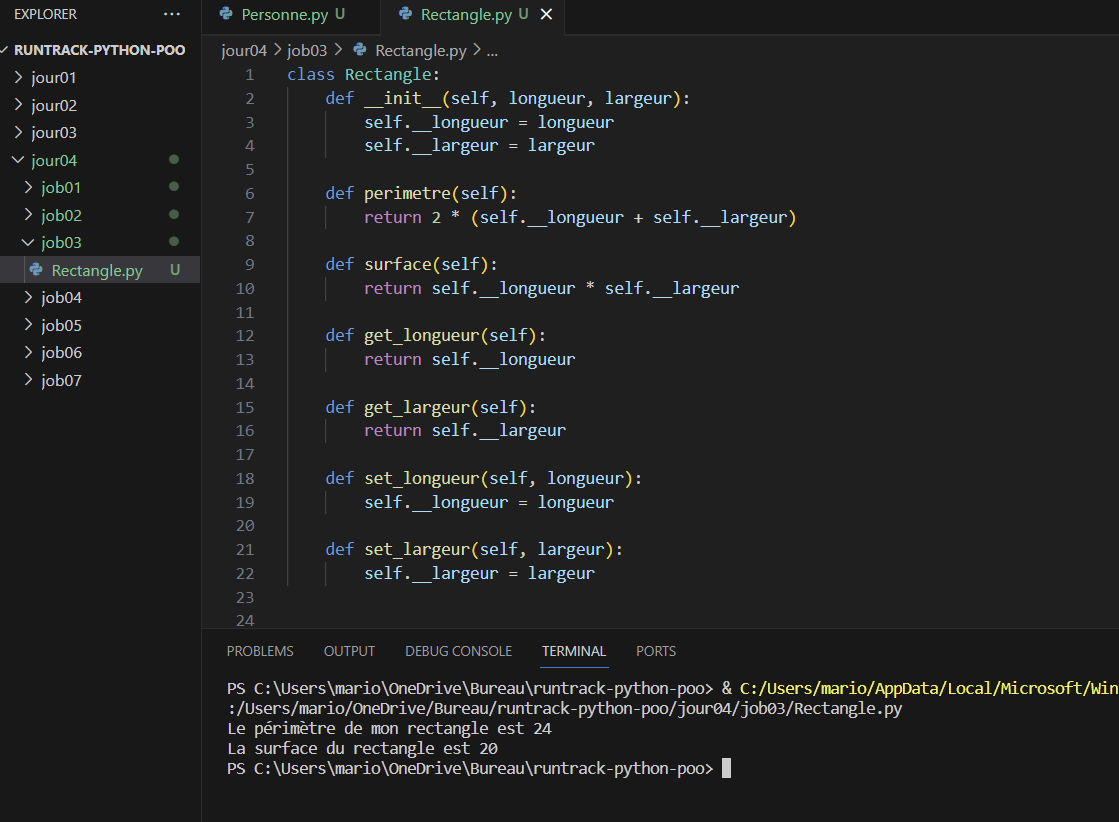 EXPLORER ...
RUNTRACK-PYTHON-POO
jour01
jour02
jour03
jour04
job01
job02
job03
Rectangle.py U
job04
job05
job06
job07
Personne.py U Rectangle.py U
jour04 > job03 > Rectangle.py > ...
1 class Rectangle:
2     def __init__(self, longueur, largeur):
3         self.__longueur = longueur
4         self.__largeur = largeur
5
6     def perimetre(self):
7         return 2 * (self.__longueur + self.__largeur)
8
9     def surface(self):
10         return self.__longueur * self.__largeur
11
12     def get_longueur(self):
13         return self.__longueur
14
15     def get_largeur(self):
16         return self.__largeur
17
18     def set_longueur(self, longueur):
19         self.__longueur = longueur
20
21     def set_largeur(self, largeur):
22         self.__largeur = largeur
23
24
PROBLEMS OUTPUT DEBUG CONSOLE TERMINAL PORTS
PS C:\Users\mario\OneDrive\Bureau\runtrack-python-poo> & C:/Users/mario/AppData/Local/Microsoft/Win
:/Users/mario/OneDrive/Bureau/runtrack-python-poo/jour04/job03/Rectangle.py
Le périmètre de mon rectangle est 24
La surface du rectangle est 20
PS C:\Users\mario\OneDrive\Bureau\runtrack-python-poo>